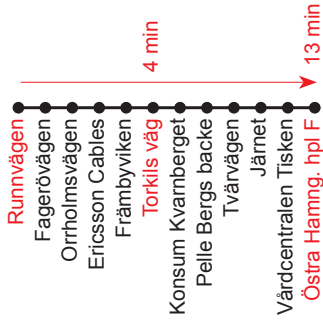 4 min
13 min
Runnvägen
Fagerövägen
Orrholmsvägen
Ericsson Cables
Främbyviken
Torkils väg
Konsum Kvarnberget
Pelle Bergs backe
Tvärvägen
Järnet
Vårdcentralen Tisken
Östra Hamng. hpl F